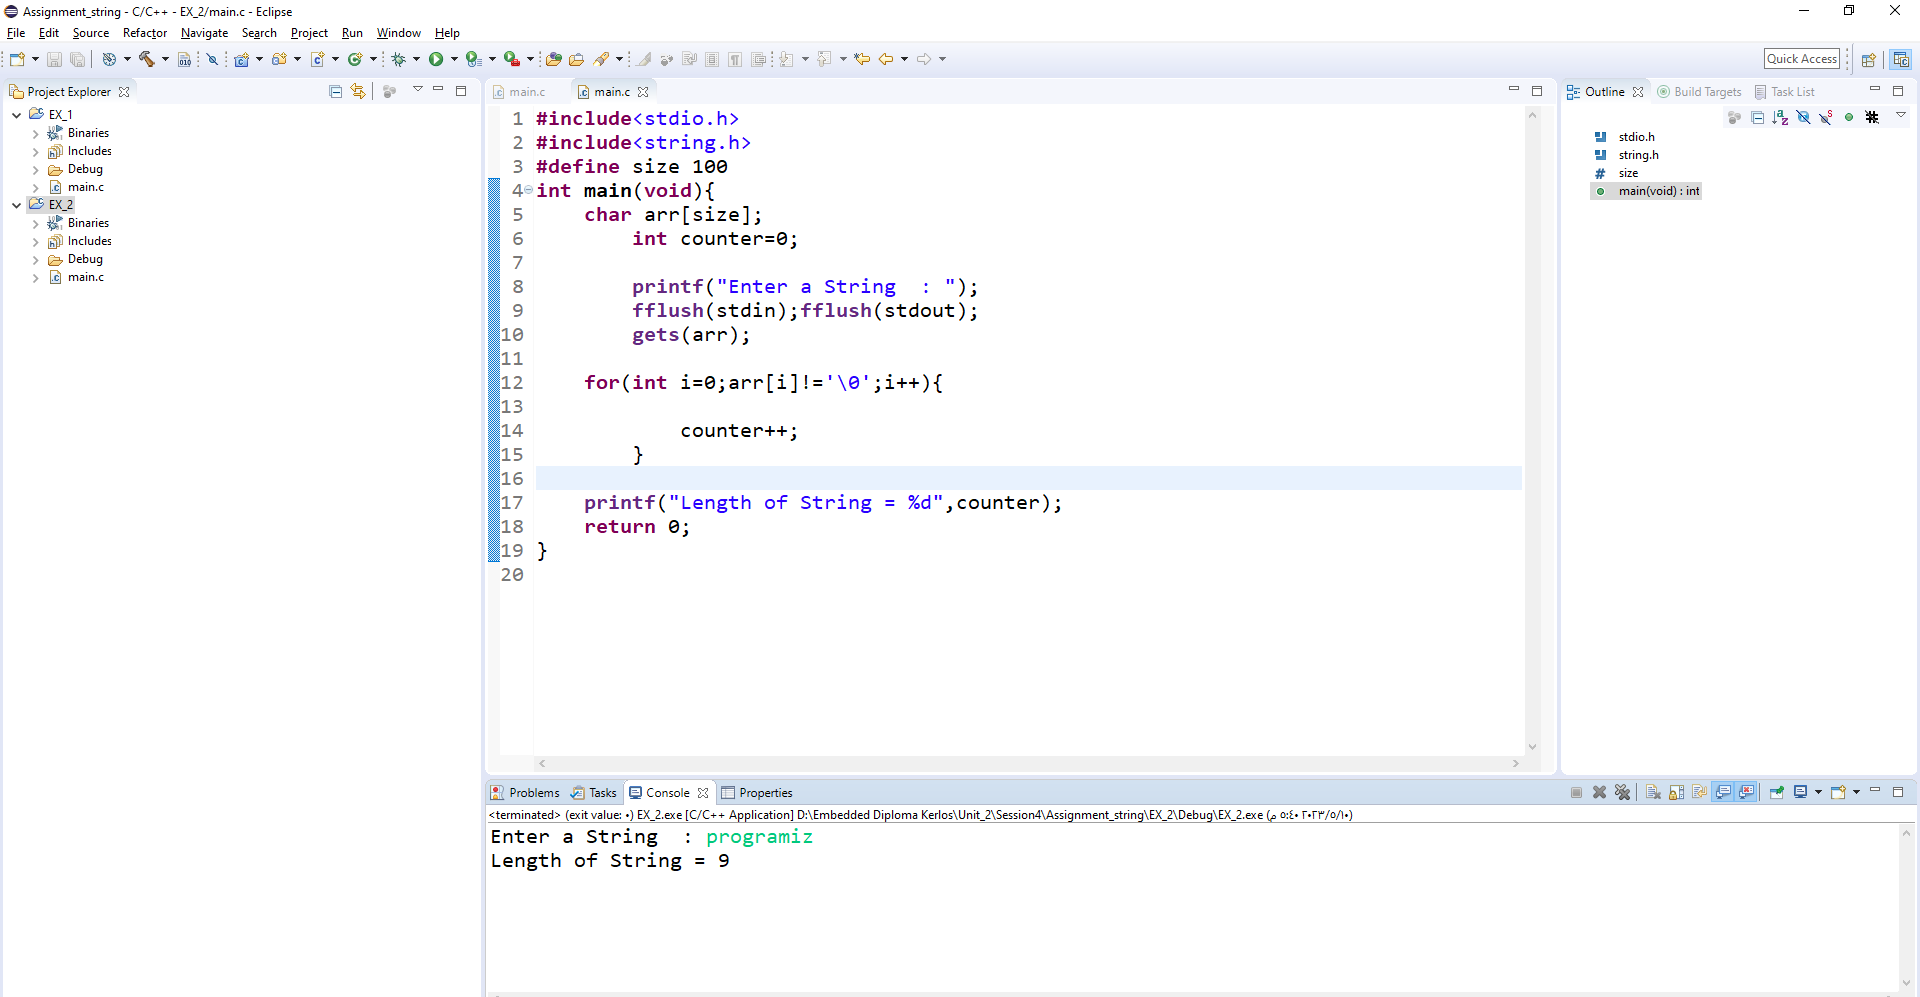 Assignment_string - C/C++ - EX_2/main.c - Eclipse
File Edit Source Refactor Navigate Search Project Run Window Help
Quick Access
Project Explorer
EX_1
Binaries
Includes
Debug
main.c
EX_2
Binaries
Includes
Debug
main.c
main.c main.c
1 #include<stdio.h>
2 #include<string.h>
3 #define size 100
4 int main(void){
5 char arr[size];
6 int counter=0;
7
8 printf("Enter a String  : ");
9 fflush(stdin);fflush(stdout);
10 gets(arr);
11
12 for(int i=0;arr[i]!='\0';i++){
13
14 counter++;
15 }
16
17 printf("Length of String = %d",counter);
18 return 0;
19 }
20
Outline Build Targets Task List
stdio.h
string.h
# size
main(void) : int
Problems Tasks Console Properties
<terminated> (exit value: ٠) EX_2.exe [C/C++ Application] D:\Embedded Diploma Kerlos\Unit_2\Session4\Assignment_string\EX_2\Debug\EX_2.exe (٢٠٢٣/٥/١٠ ٥:٤٠ م)
Enter a String  : programiz
Length of String = 9